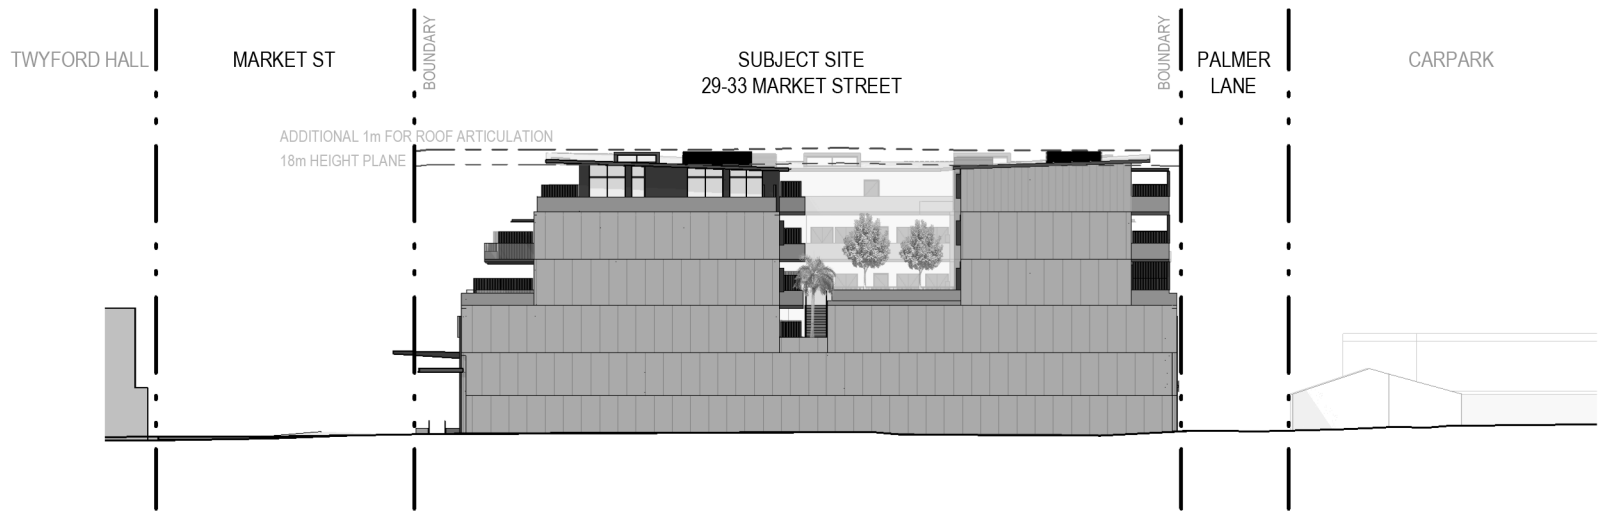 TWYFORD HALL
MARKET ST
BOUNDARY
SUBJECT SITE
29-33 MARKET STREET
BOUNDARY
PALMER
LANE
CARPARK
ADDITIONAL 1m FOR ROOF ARTICULATION
18m HEIGHT PLANE